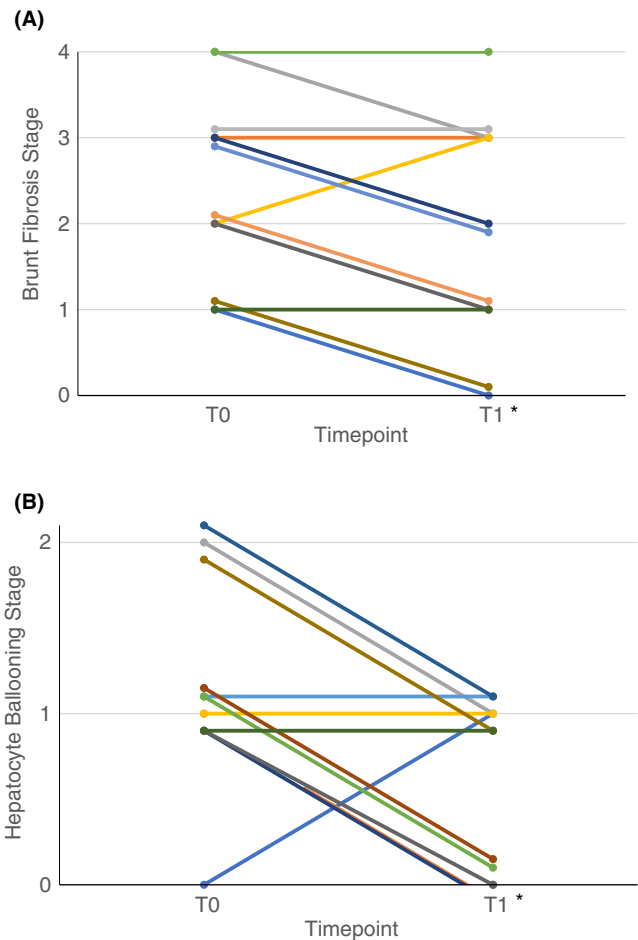 (A)
4
3
2
1
0
Brunt Fibrosis Stage
T0
T1 *
Timepoint
(B)
2
1
0
Hepatocyte Ballooning Stage
T0
T1 *
Timepoint